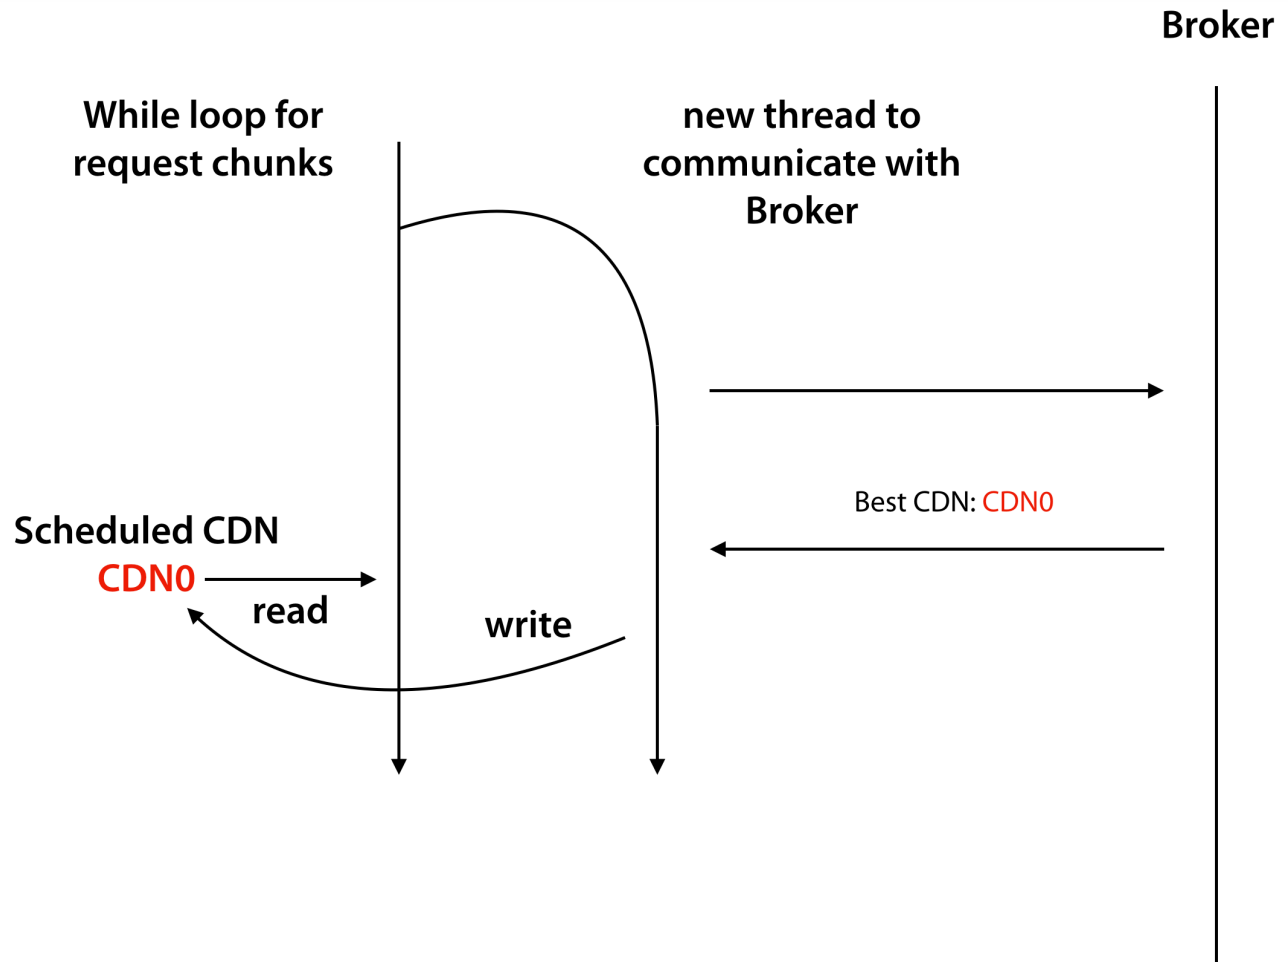 Broker
While loop for
request chunks
new thread to
communicate with
Broker
Best CDN: CDN0
Scheduled CDN
CDN0
read
write